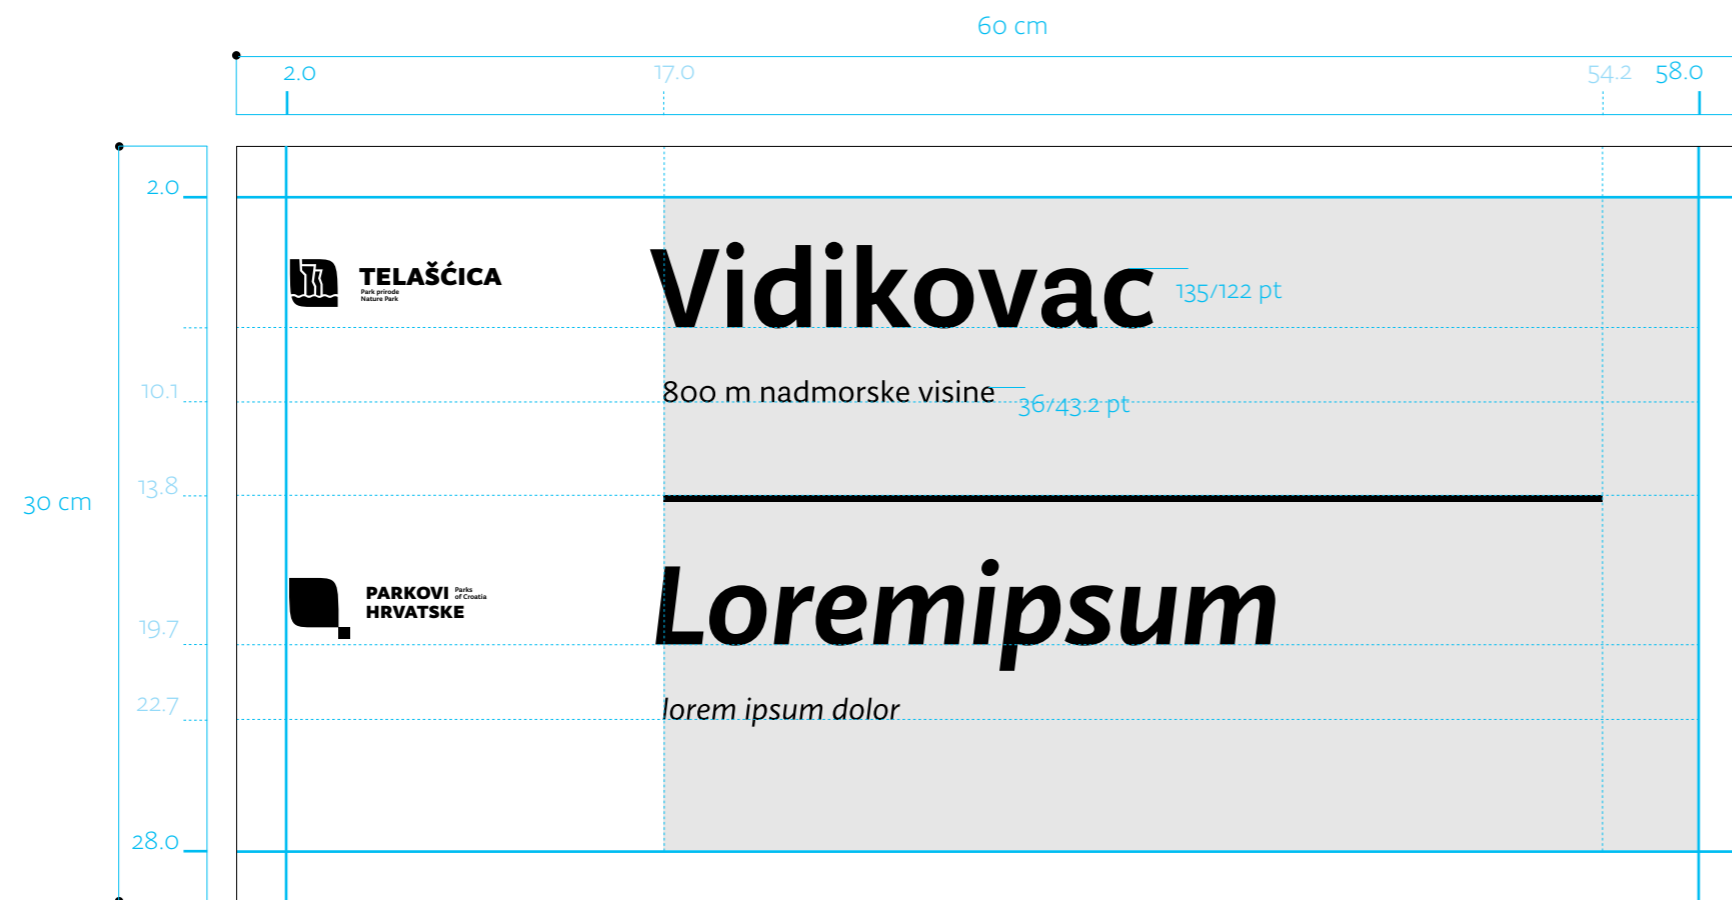 60 cm
2.0 17.0 54.2 58.0
2.0
Vidikovac
135/122 pt
TELAŠĆICA
Park prirode
Nature Park
10.1
800 m nadmorske visine
36/43.2 pt
13.8
30 cm
Loremipsum
PARKOVI
HRVATSKE
Parks
of Croatia
19.7
22.7
lorem ipsum dolor
28.0